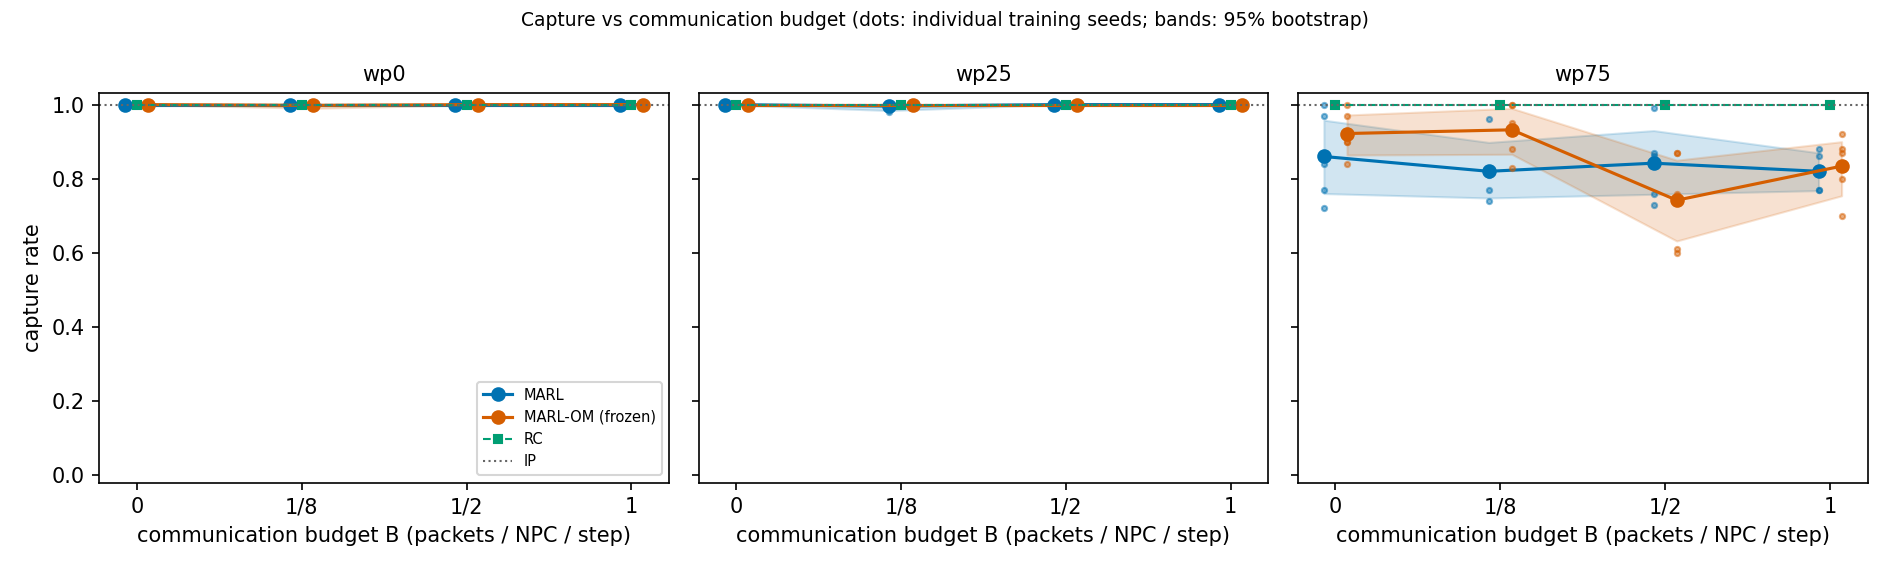 Capture vs communication budget (dots: individual training seeds; bands: 95% bootstrap)
wp0
wp25
wp75
capture rate
1.0
0.8
0.6
0.4
0.2
0.0
MARL
MARL-OM (frozen)
RC
IP
0 1/8 1/2 1
0 1/8 1/2 1
0 1/8 1/2 1
communication budget B (packets / NPC / step)
communication budget B (packets / NPC / step)
communication budget B (packets / NPC / step)